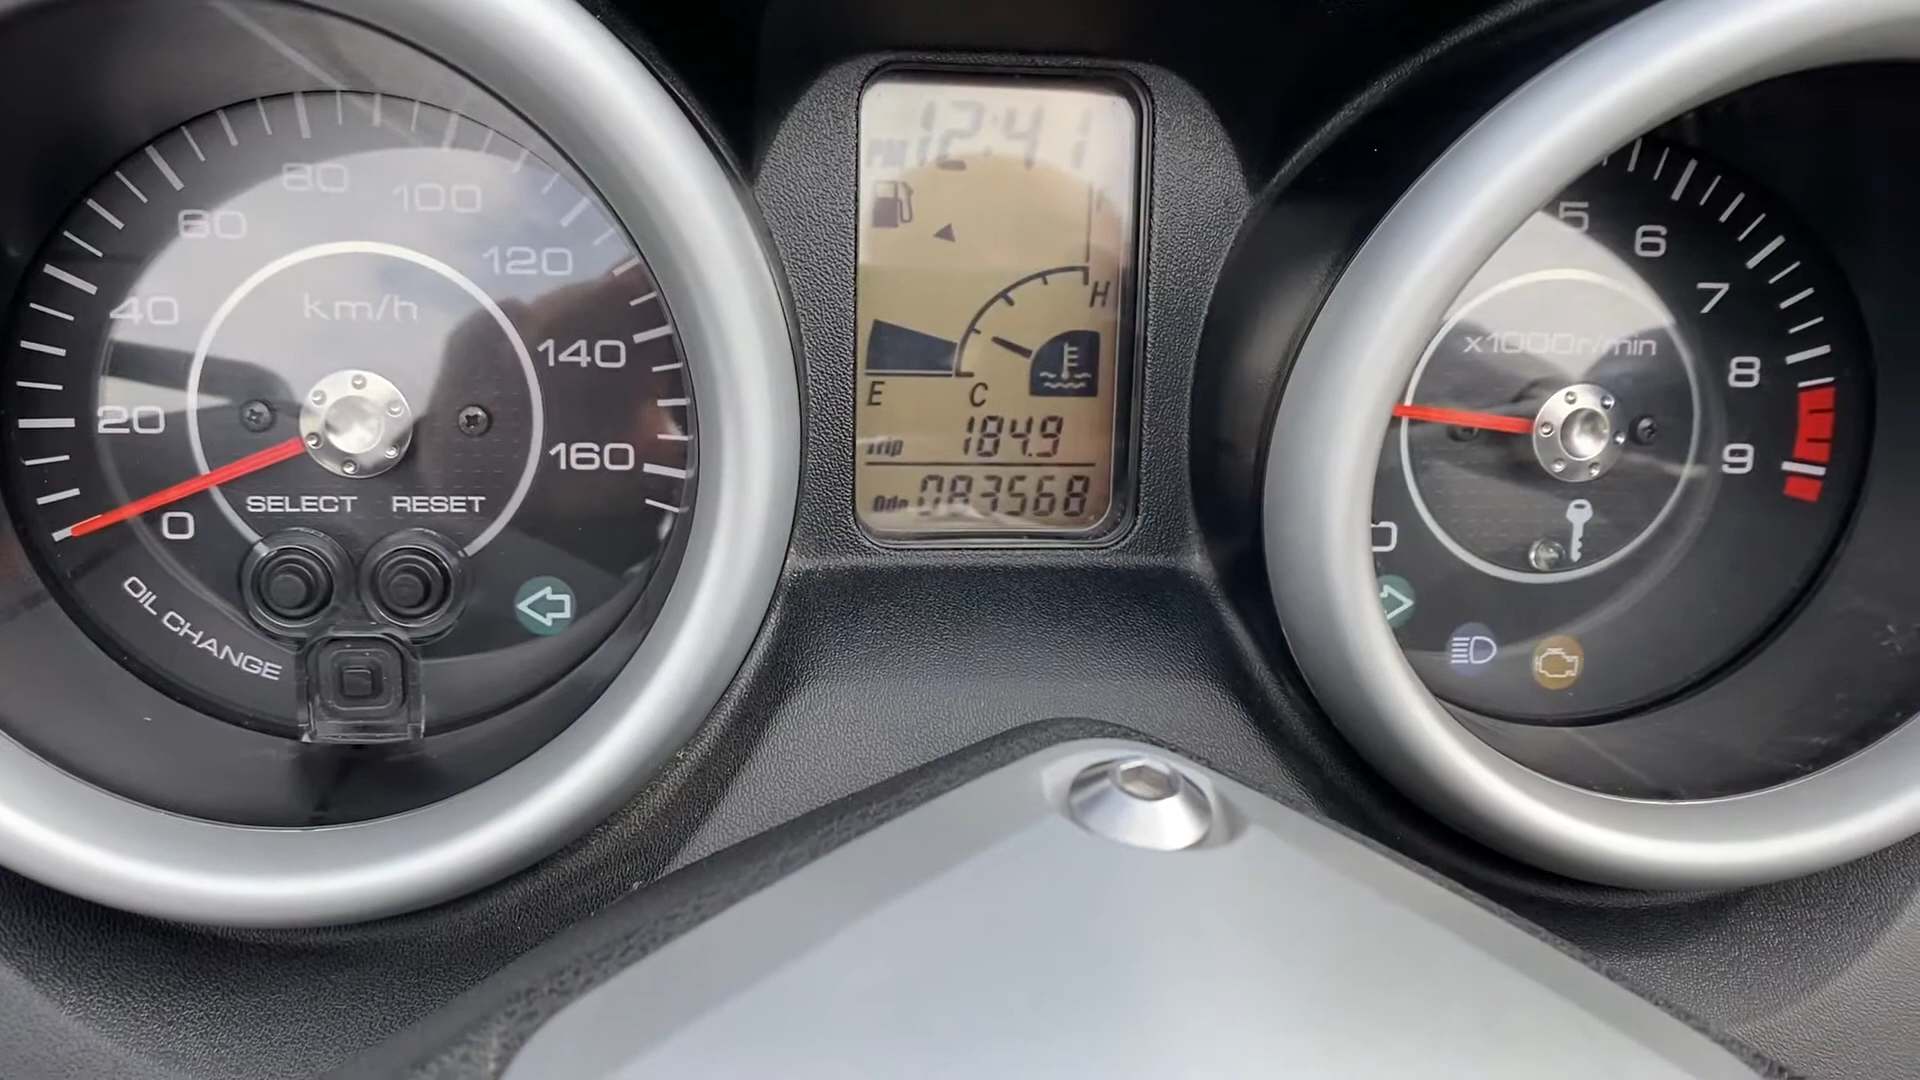 80 100
60
120
40
km/h
140
20
160
SELECT RESET
0
OIL CHANGE
PM 12:41
H
E
C
Trip 184.9
Odo 083568
5
6
7
x1000r/min
8
9
0